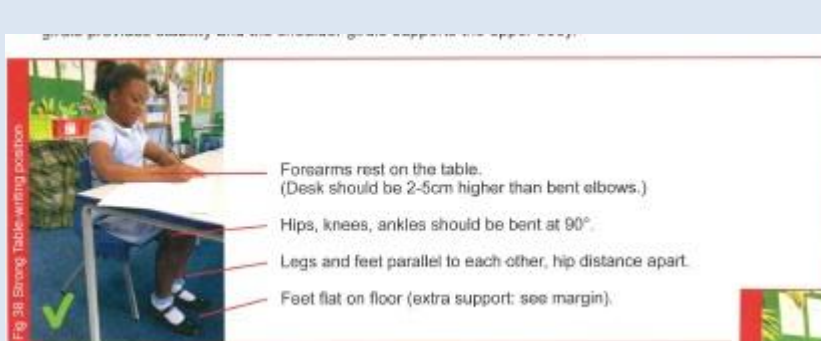 Fig 38 Strong Table-writing position
Forearms rest on the table.
(Desk should be 2-5cm higher than bent elbows.)
Hips, knees, ankles should be bent at 90°.
Legs and feet parallel to each other, hip distance apart.
Feet flat on floor (extra support: see margin).